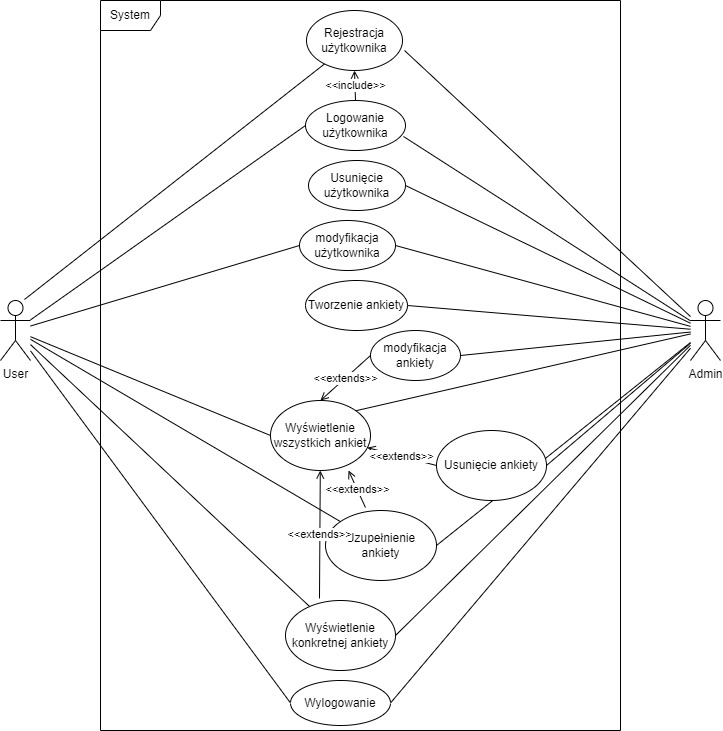 System
Rejestracja
użytkownika
<<include>>
Logowanie
użytkownika
Usunięcie
użytkownika
modyfikacja
użytkownika
Tworzenie ankiety
modyfikacja
ankiety
User
Admin
<<extends>>
Wyświetlenie
wszystkich ankiet
<<extends>>
Usunięcie ankiety
<<extends>>
<<extends>>
Uzupełnienie
ankiety
Wyświetlenie
konkretnej ankiety
Wylogowanie